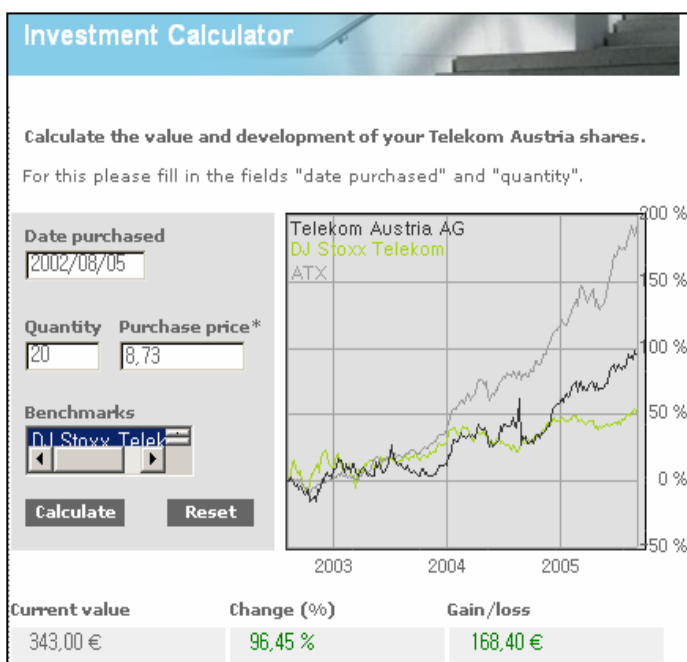 Investment Calculator
Calculate the value and development of your Telekom Austria shares.
For this please fill in the fields "date purchased" and "quantity".
Date purchased
2002/08/05
Quantity Purchase price*
20 8,73
Benchmarks
DJ Stoxx Telek
Calculate Reset
Telekom Austria AG
DJ Stoxx Telekom
ATX
200 %
150 %
100 %
50 %
0 %
-50 %
2003 2004 2005
Current value Change (%) Gain/loss
343,00 € 96,45 % 168,40 €